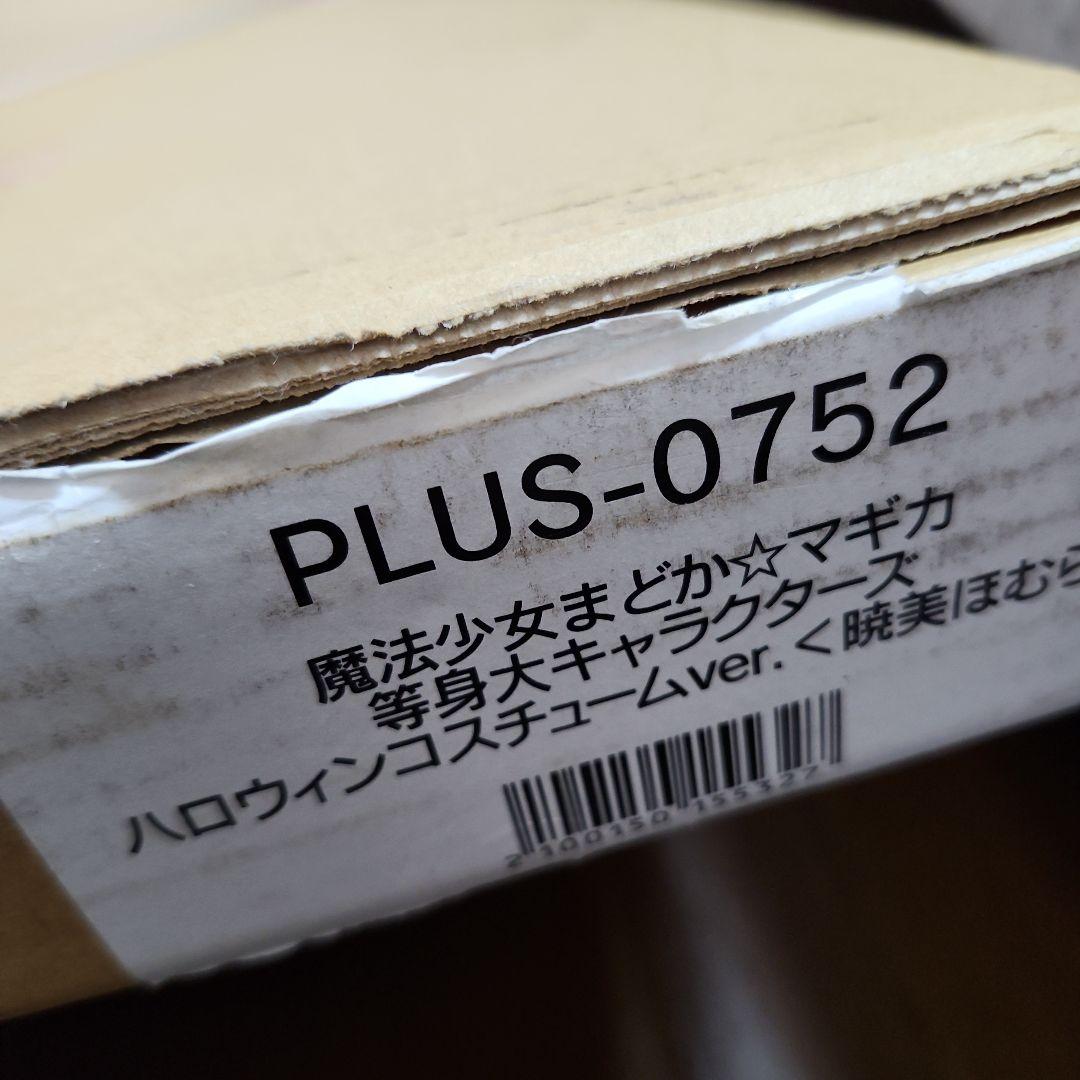 PLUS-0752
魔法少女まどか☆マギカ
等身大キャラクターズ
ハロウィンコスチュームver.<暁美ほむら
2100150 155327